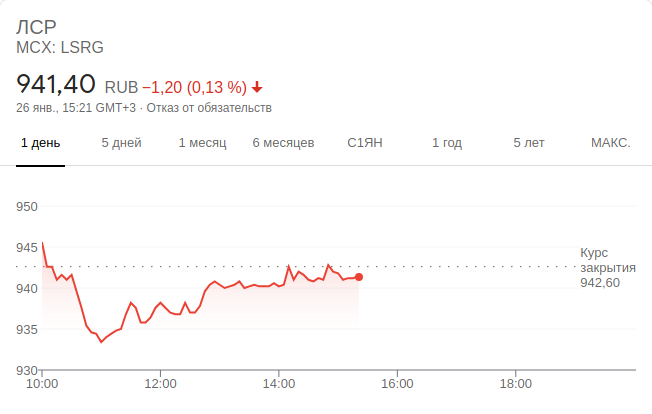 ЛСР
MCX: LSRG
941,40 RUB −1,20 (0,13 %)
26 янв., 15:21 GMT+3 · Отказ от обязательств
1 день 5 дней 1 месяц 6 месяцев С1ЯН 1 год 5 лет МАКС.
950
945
940
935
930
Курс
закрытия
942,60
10:00 12:00 14:00 16:00 18:00